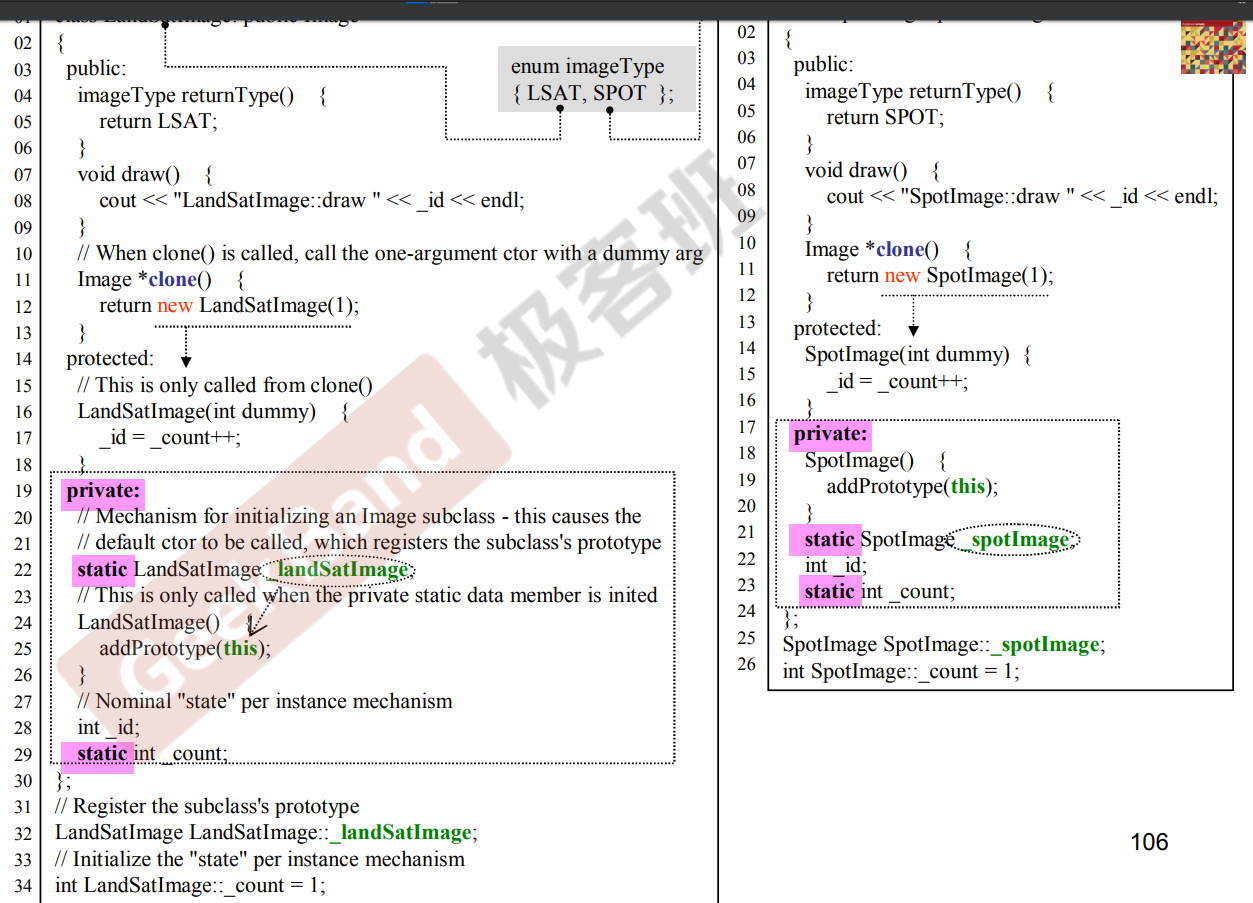 class LandSatImage: public Image
02 {
03 public:
04 imageType returnType() {
05 return LSAT;
06 }
07 void draw() {
08 cout << "LandSatImage::draw " << _id << endl;
09 }
10 // When clone() is called, call the one-argument ctor with a dummy arg
11 Image *clone() {
12 return new LandSatImage(1);
13 }
14 protected:
15 // This is only called from clone()
16 LandSatImage(int dummy) {
17 _id = _count++;
18 }
19 private:
20 // Mechanism for initializing an Image subclass - this causes the
21 // default ctor to be called, which registers the subclass's prototype
22 static LandSatImage _landSatImage;
23 // This is only called when the private static data member is inited
24 LandSatImage() {
25 addPrototype(this);
26 }
27 // Nominal "state" per instance mechanism
28 int _id;
29 static int _count;
30 };
31 // Register the subclass's prototype
32 LandSatImage LandSatImage::_landSatImage;
33 // Initialize the "state" per instance mechanism
34 int LandSatImage::_count = 1;
enum imageType
{ LSAT, SPOT };
02 {
03 public:
04 imageType returnType() {
05 return SPOT;
06 }
07 void draw() {
08 cout << "SpotImage::draw " << _id << endl;
09 }
10 Image *clone() {
11 return new SpotImage(1);
12 }
13 protected:
14 SpotImage(int dummy) {
15 _id = _count++;
16 }
17 private:
18 SpotImage() {
19 addPrototype(this);
20 }
21 static SpotImage _spotImage;
22 int _id;
23 static int _count;
24 };
25 SpotImage SpotImage::_spotImage;
26 int SpotImage::_count = 1;
GeekBand
极客班
106